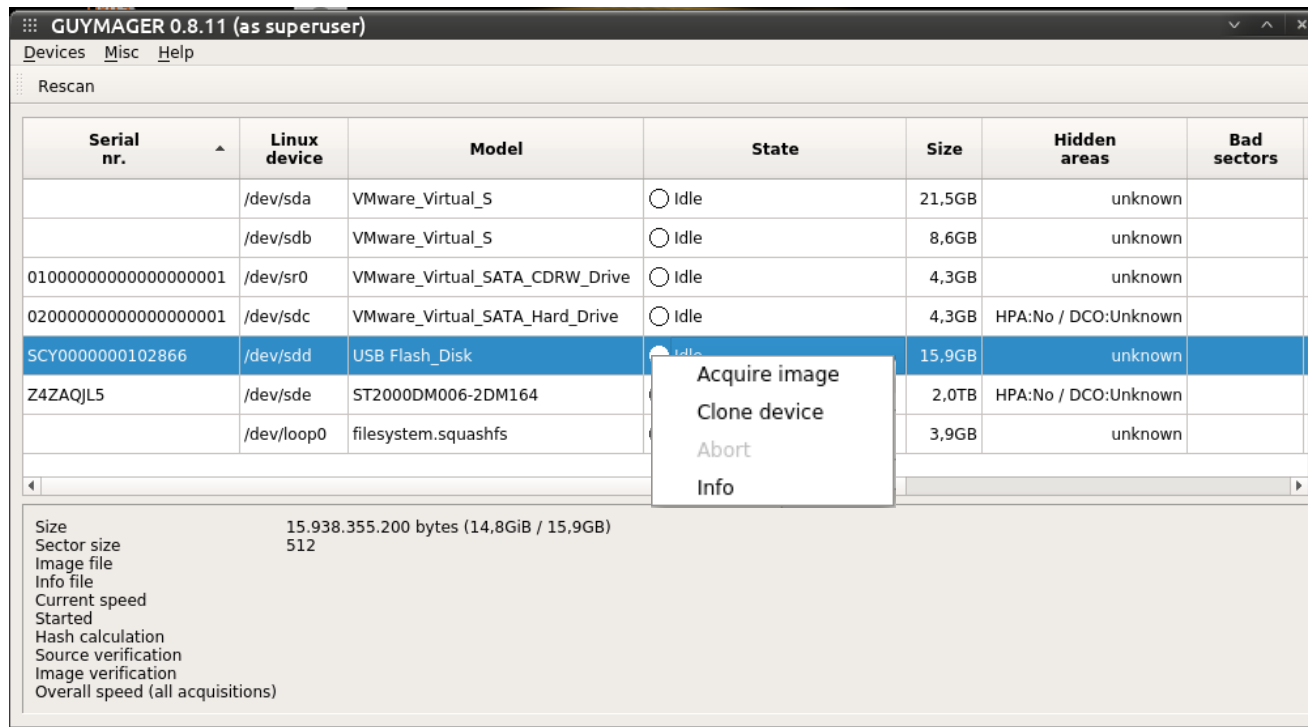 GUYMAGER 0.8.11 (as superuser)
Devices Misc Help
Rescan
Serial nr. Linux device Model State Size Hidden areas Bad sectors
/dev/sda VMware_Virtual_S Idle 21,5GB unknown
/dev/sdb VMware_Virtual_S Idle 8,6GB unknown
01000000000000000001 /dev/sr0 VMware_Virtual_SATA_CDRW_Drive Idle 4,3GB unknown
02000000000000000001 /dev/sdc VMware_Virtual_SATA_Hard_Drive Idle 4,3GB HPA:No / DCO:Unknown
SCY0000000102866 /dev/sdd USB Flash_Disk Idle 15,9GB unknown
Z4ZAQJL5 /dev/sde ST2000DM006-2DM164 2,0TB HPA:No / DCO:Unknown
/dev/loop0 filesystem.squashfs 3,9GB unknown
Acquire image
Clone device
Abort
Info
Size 15.938.355.200 bytes (14,8GiB / 15,9GB)
Sector size 512
Image file
Info file
Current speed
Started
Hash calculation
Source verification
Image verification
Overall speed (all acquisitions)